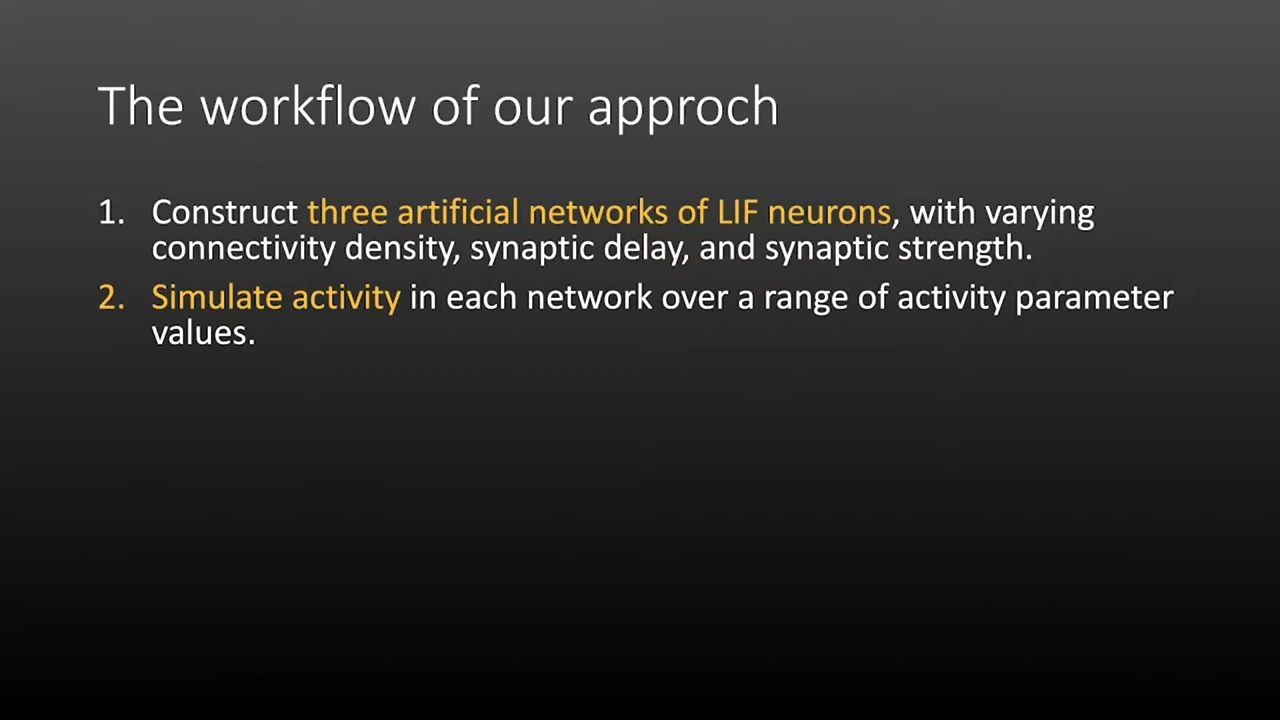 The workflow of our approch
1. Construct three artificial networks of LIF neurons, with varying
connectivity density, synaptic delay, and synaptic strength.
2. Simulate activity in each network over a range of activity parameter
values.